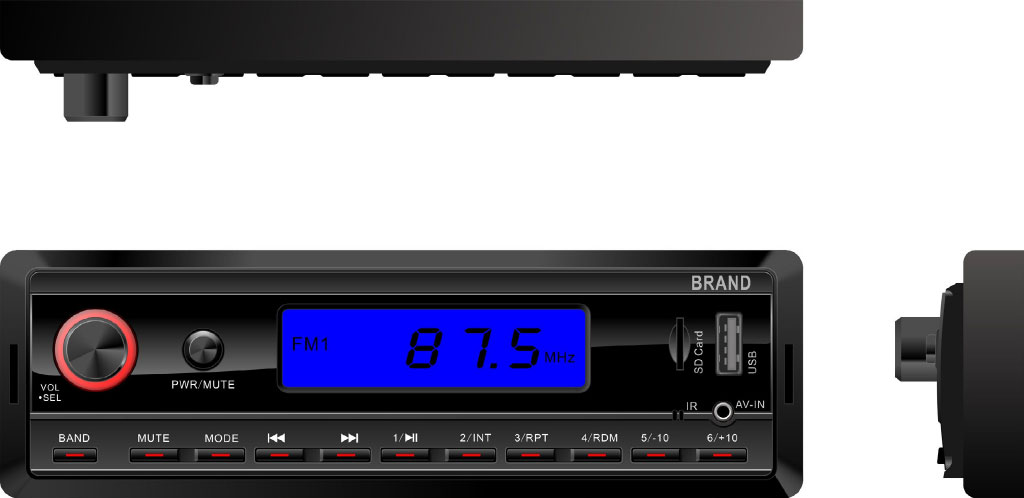 BRAND
FM1 87.5 MHz
SD Card
USB
VOL
•SEL
PWR/MUTE
IR
AV-IN
BAND MUTE MODE ⏮ ⏭ 1/⏯ 2/INT 3/RPT 4/RDM 5/-10 6/+10